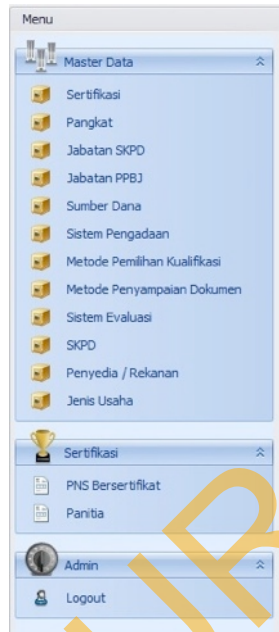 Menu
Master Data
Sertifikasi
Pangkat
Jabatan SKPD
Jabatan PPBJ
Sumber Dana
Sistem Pengadaan
Metode Pemilihan Kualifikasi
Metode Penyampaian Dokumen
Sistem Evaluasi
SKPD
Penyedia / Rekanan
Jenis Usaha
Sertifikasi
PNS Bersertifikat
Panitia
Admin
Logout